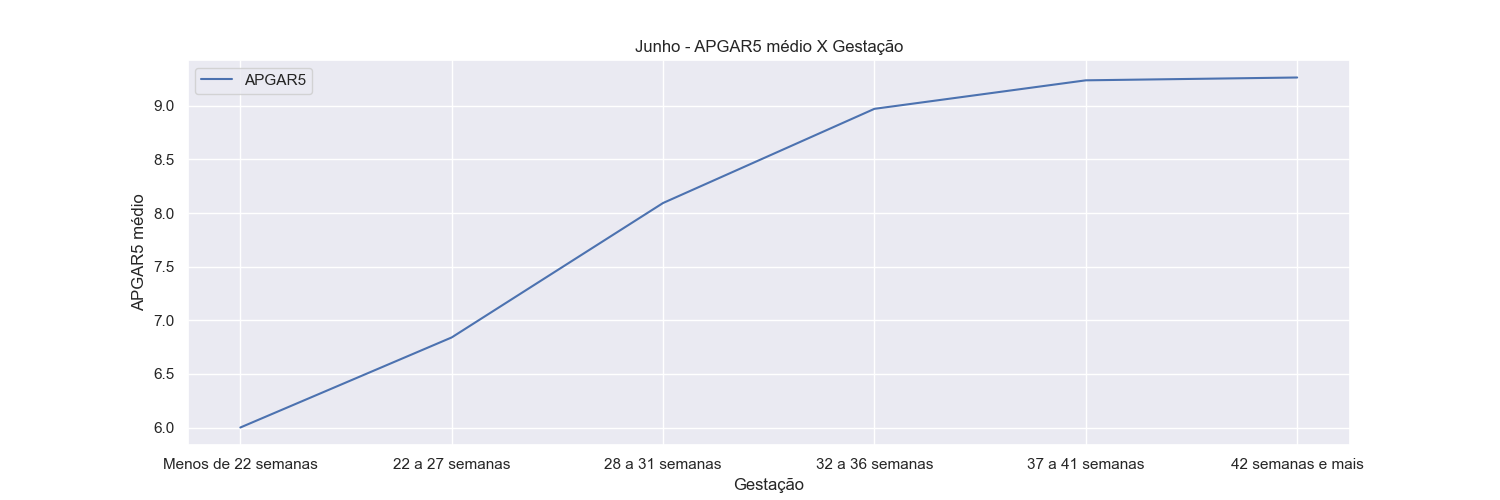 Junho - APGAR5 médio X Gestação
APGAR5
9.0
8.5
8.0
7.5
7.0
6.5
6.0
APGAR5 médio
Menos de 22 semanas
22 a 27 semanas
28 a 31 semanas
32 a 36 semanas
37 a 41 semanas
42 semanas e mais
Gestação